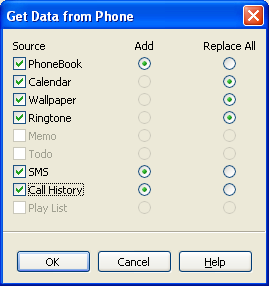 Get Data from Phone
Source Add Replace All
PhoneBook
Calendar
Wallpaper
Ringtone
Memo
Todo
SMS
Call History
Play List
OK Cancel Help